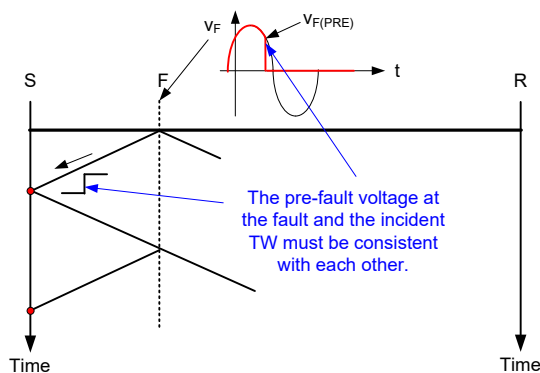 vF
vF(PRE)
t
S
F
R
The pre-fault voltage at
the fault and the incident
TW must be consistent
with each other.
Time
Time